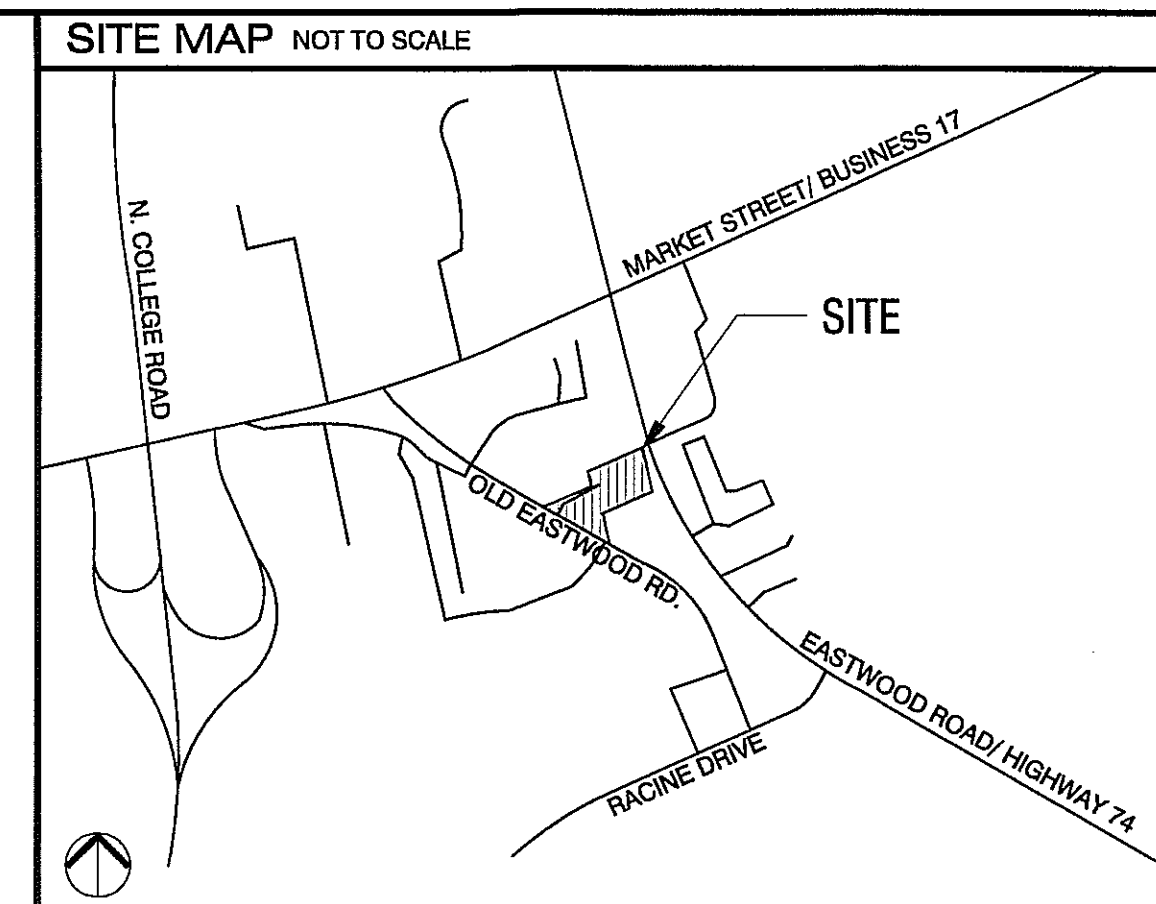 SITE MAP NOT TO SCALE
MARKET STREET/ BUSINESS 17
N. COLLEGE ROAD
SITE
OLD EASTWOOD RD.
EASTWOOD ROAD/ HIGHWAY 74
RACINE DRIVE